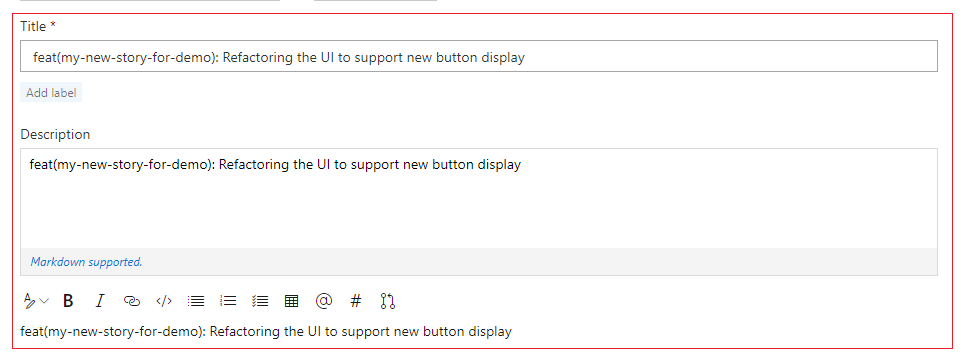 Title *
feat(my-new-story-for-demo): Refactoring the UI to support new button display
Add label
Description
feat(my-new-story-for-demo): Refactoring the UI to support new button display
Markdown supported.
B I </> @ #
feat(my-new-story-for-demo): Refactoring the UI to support new button display